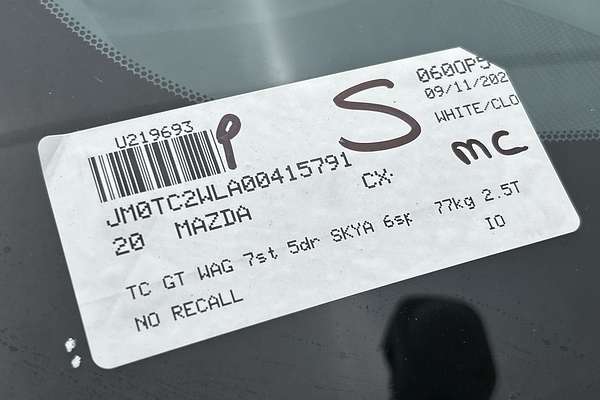 U219693
060QP5
09/11/202
WHITE/CLO
S
mc
JM0TC2WLA00415791
20 MAZDA CX-
TC GT WAG 7st 5dr SKYA 6sp 77kg 2.5T
NO RECALL
IO